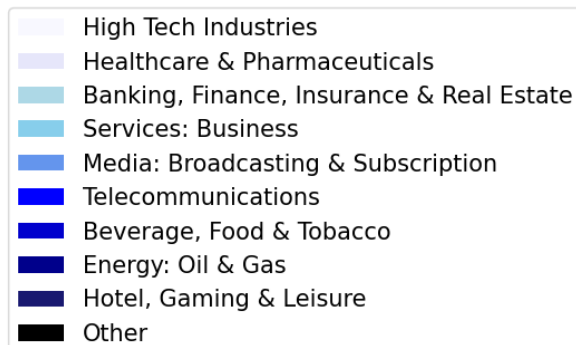 High Tech Industries
Healthcare & Pharmaceuticals
Banking, Finance, Insurance & Real Estate
Services: Business
Media: Broadcasting & Subscription
Telecommunications
Beverage, Food & Tobacco
Energy: Oil & Gas
Hotel, Gaming & Leisure
Other